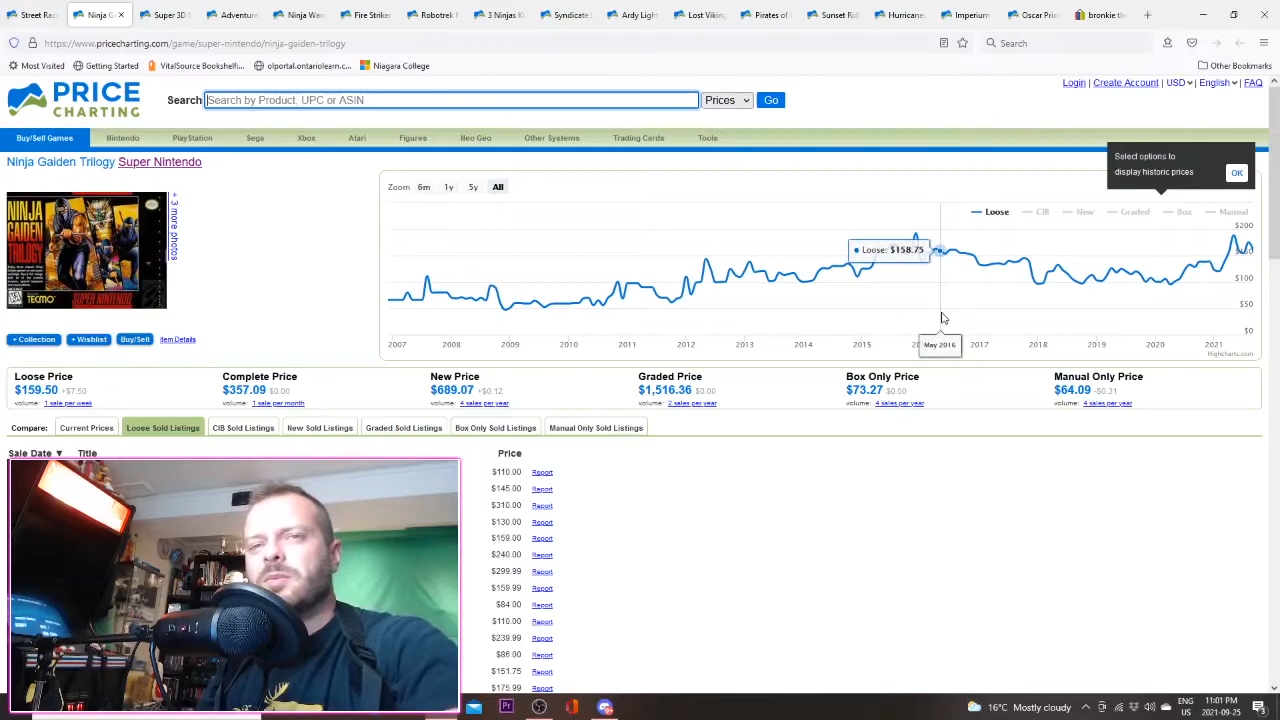 Street Race
Ninja G
Super 3D
Adventure
Ninja War
Fire Striker
Robotrek P
3 Ninja Ki
Syndicate
Ardy Light
Lost Viking
Pirates of
Sunset Rid
Hurricane
Imperium
Oscar Price
bronkie th
https://www.pricecharting.com/game/super-nintendo/ninja-gaiden-trilogy
Search
Most Visited
Getting Started
VitalSource Bookshelf:...
olportal.ontariolearn...
Niagara College
Other Bookmarks
PRICE
CHARTING
Search
Search by Product, UPC or ASIN
Prices
Go
Login | Create Account | USD | English | FAQ
Buy/Sell Games
Nintendo
PlayStation
Sega
Xbox
Atari
Figures
Neo Geo
Other Systems
Trading Cards
Tools
Ninja Gaiden Trilogy Super Nintendo
Select options to
display historic prices
OK
NINJA
GAIDEN
TRILOGY
TECMO
SUPER NINTENDO
+ 3 more photos
Zoom 6m 1y 5y All
Loose CIB New Graded Box Manual
$200
Loose: $158.75
$150
$100
$50
$0
2007 2008 2009 2010 2011 2012 2013 2014 2015 2017 2018 2019 2020 2021
May 2016
Highcharts.com
+ Collection
+ Wishlist
Buy/Sell
Item Details
Loose Price Complete Price New Price Graded Price Box Only Price Manual Only Price
$159.50 +$7.50 $357.09 $0.00 $689.07 +$0.12 $1,516.36 $0.00 $73.27 $0.00 $64.09 -$0.31
volume: 1 sale per week volume: 1 sale per month volume: 4 sales per year volume: 2 sales per year volume: 4 sales per year volume: 4 sales per year
Compare: Current Prices Loose Sold Listings CIB Sold Listings New Sold Listings Graded Sold Listings Box Only Sold Listings Manual Only Sold Listings
Sale Date ▼ Title Price
$110.00 Report
$145.00 Report
$310.00 Report
$130.00 Report
$159.00 Report
$240.00 Report
$299.99 Report
$159.99 Report
$84.00 Report
$110.00 Report
$239.99 Report
$86.00 Report
$151.75 Report
$175.99 Report
16°C Mostly cloudy
ENG
US
11:01 PM
2021-09-25